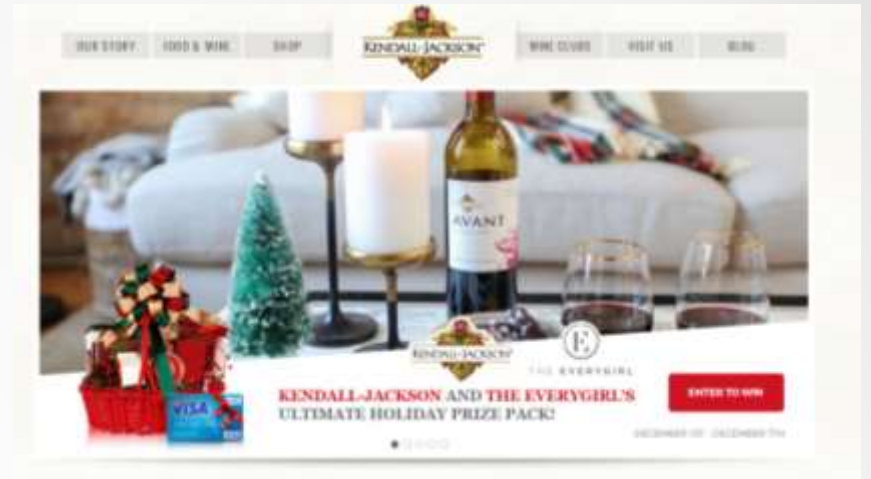 OUR STORY
FOOD & WINE
SHOP
KENDALL-JACKSON
WINE CLUBS
VISIT US
BLOG
AVANT
KENDALL-JACKSON
E
THE EVERYGIRL
KENDALL-JACKSON AND THE EVERYGIRL'S
ULTIMATE HOLIDAY PRIZE PACK!
ENTER TO WIN
VISA